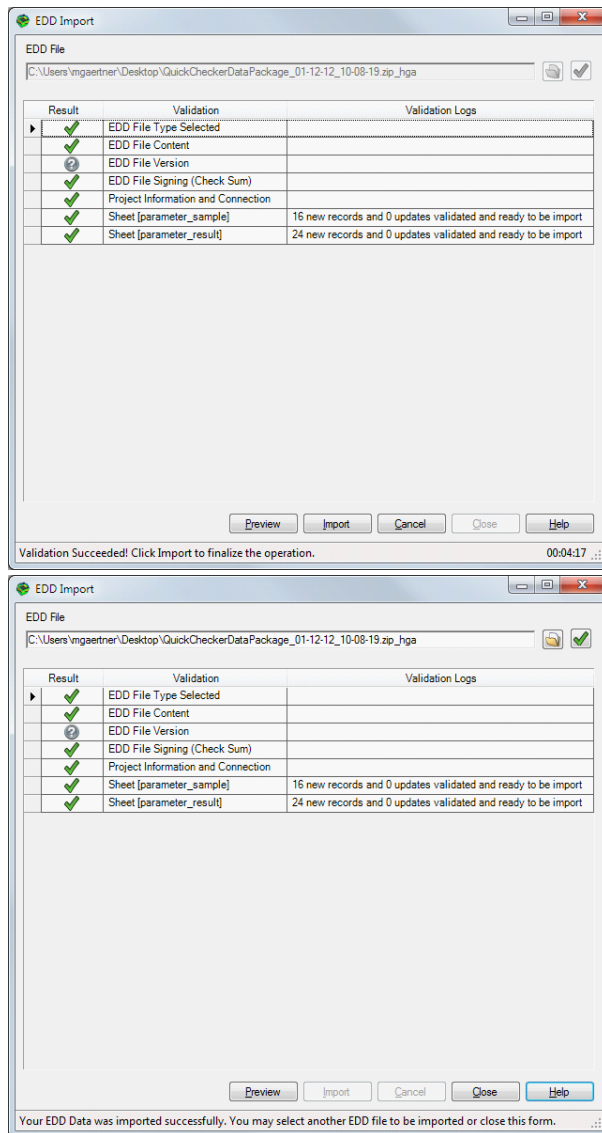 EDD Import
EDD File
C:\Users\mgaertner\Desktop\QuickCheckerDataPackage_01-12-12_10-08-19.zip_hga
Result Validation Validation Logs
EDD File Type Selected
EDD File Content
EDD File Version
EDD File Signing (Check Sum)
Project Information and Connection
Sheet [parameter_sample] 16 new records and 0 updates validated and ready to be import
Sheet [parameter_result] 24 new records and 0 updates validated and ready to be import
Preview Import Cancel Close Help
Validation Succeeded! Click Import to finalize the operation. 00:04:17
EDD Import
EDD File
C:\Users\mgaertner\Desktop\QuickCheckerDataPackage_01-12-12_10-08-19.zip_hga
Result Validation Validation Logs
EDD File Type Selected
EDD File Content
EDD File Version
EDD File Signing (Check Sum)
Project Information and Connection
Sheet [parameter_sample] 16 new records and 0 updates validated and ready to be import
Sheet [parameter_result] 24 new records and 0 updates validated and ready to be import
Preview Import Cancel Close Help
Your EDD Data was imported successfully. You may select another EDD file to be imported or close this form.